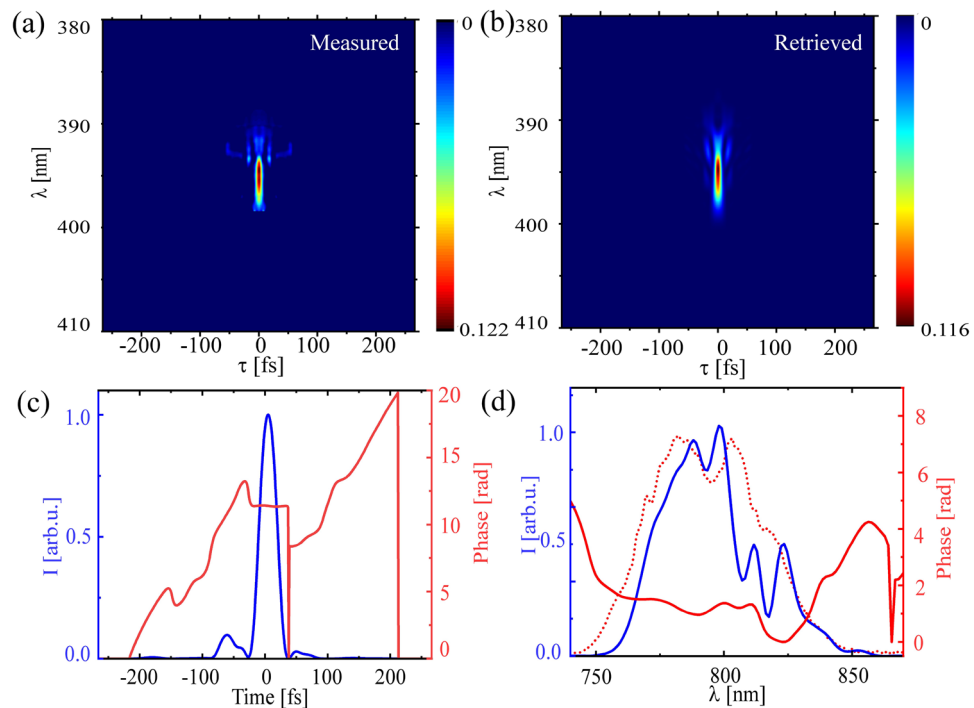 (a)
Measured
380
390
400
410
λ [nm]
-200 -100 0 100 200
τ [fs]
0
0.122
(b)
Retrieved
380
390
400
410
λ [nm]
-200 -100 0 100 200
τ [fs]
0
0.116
(c)
1.0
0.5
0.0
I [arb.u.]
-200 -100 0 100 200
Time [fs]
20
15
10
5
0
Phase [rad]
(d)
1.0
0.5
0.0
I [arb.u.]
750 800 850
λ [nm]
8
6
4
2
0
Phase [rad]